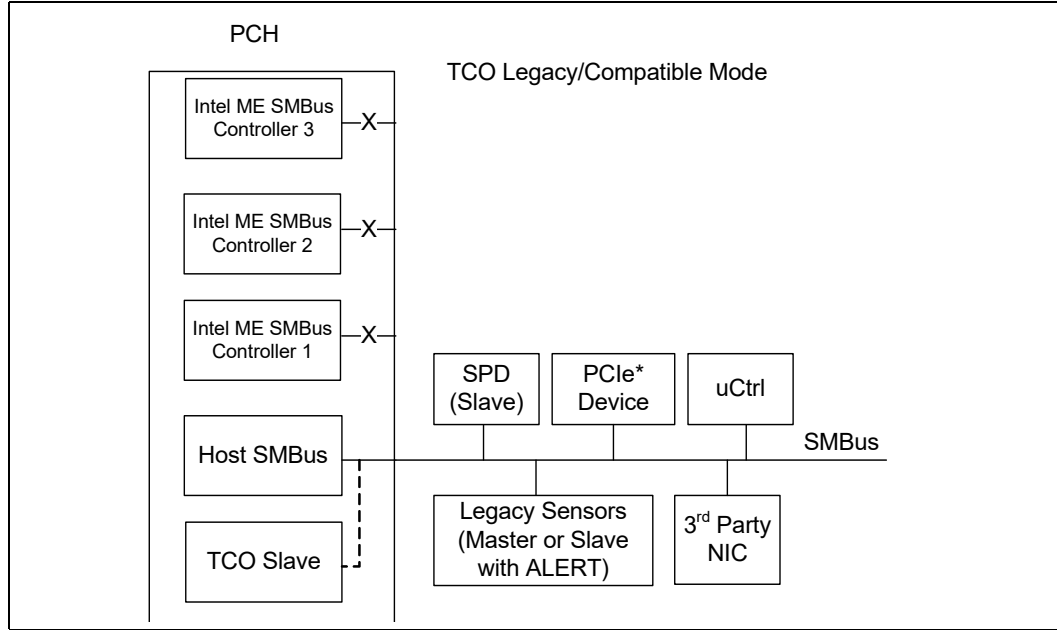 PCH
TCO Legacy/Compatible Mode
Intel ME SMBus
Controller 3
X
Intel ME SMBus
Controller 2
X
Intel ME SMBus
Controller 1
X
SPD
(Slave)
PCIe*
Device
uCtrl
Host SMBus
SMBus
Legacy Sensors
(Master or Slave
with ALERT)
3rd Party
NIC
TCO Slave